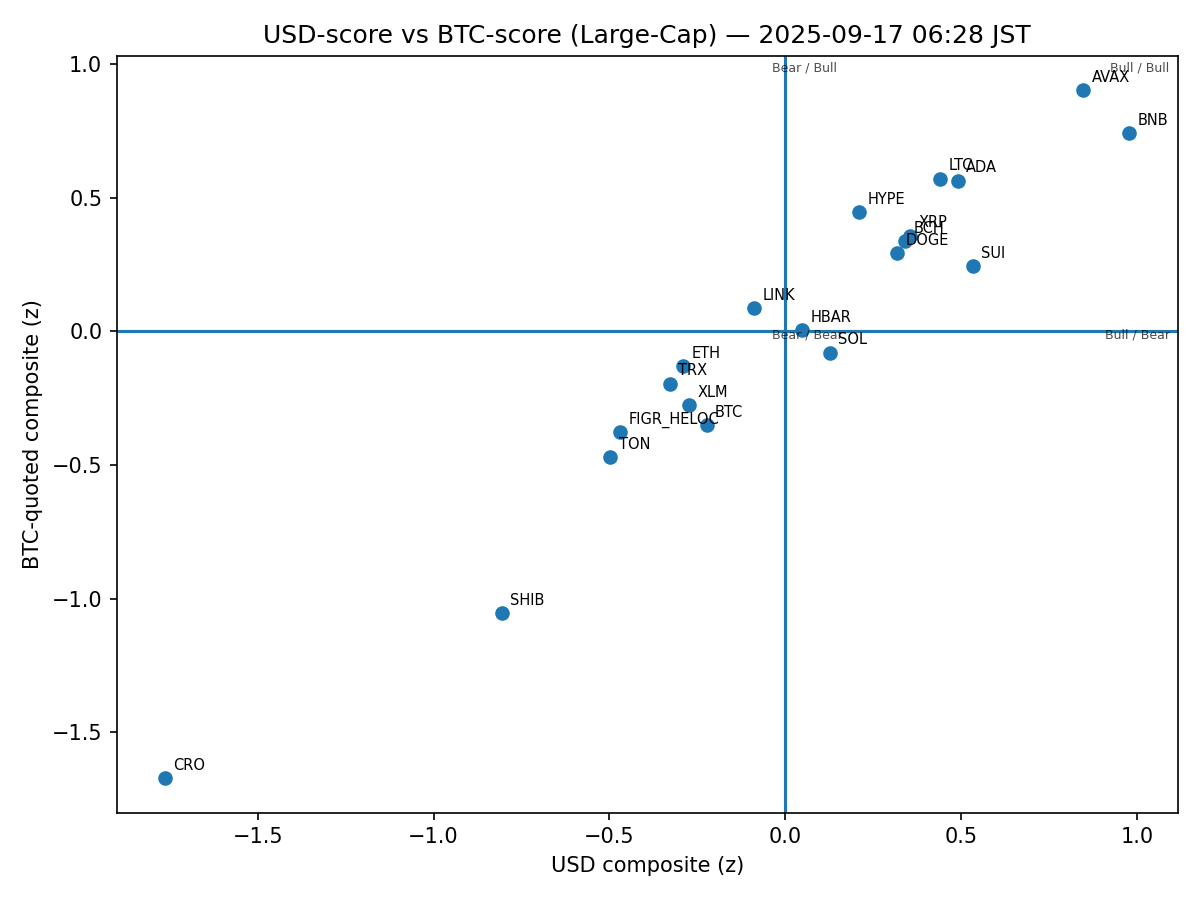 USD-score vs BTC-score (Large-Cap) — 2025-09-17 06:28 JST
1.0
0.5
0.0
−0.5
−1.0
−1.5
BTC-quoted composite (z)
Bear / Bull
Bull / Bull
AVAX
BNB
LTC
ADA
HYPE
XRP
BCH
DOGE
SUI
LINK
HBAR
Bear / Bear
Bull / Bear
SOL
ETH
TRX
XLM
BTC
FIGR_HELOC
TON
SHIB
CRO
−1.5
−1.0
−0.5
0.0
0.5
1.0
USD composite (z)